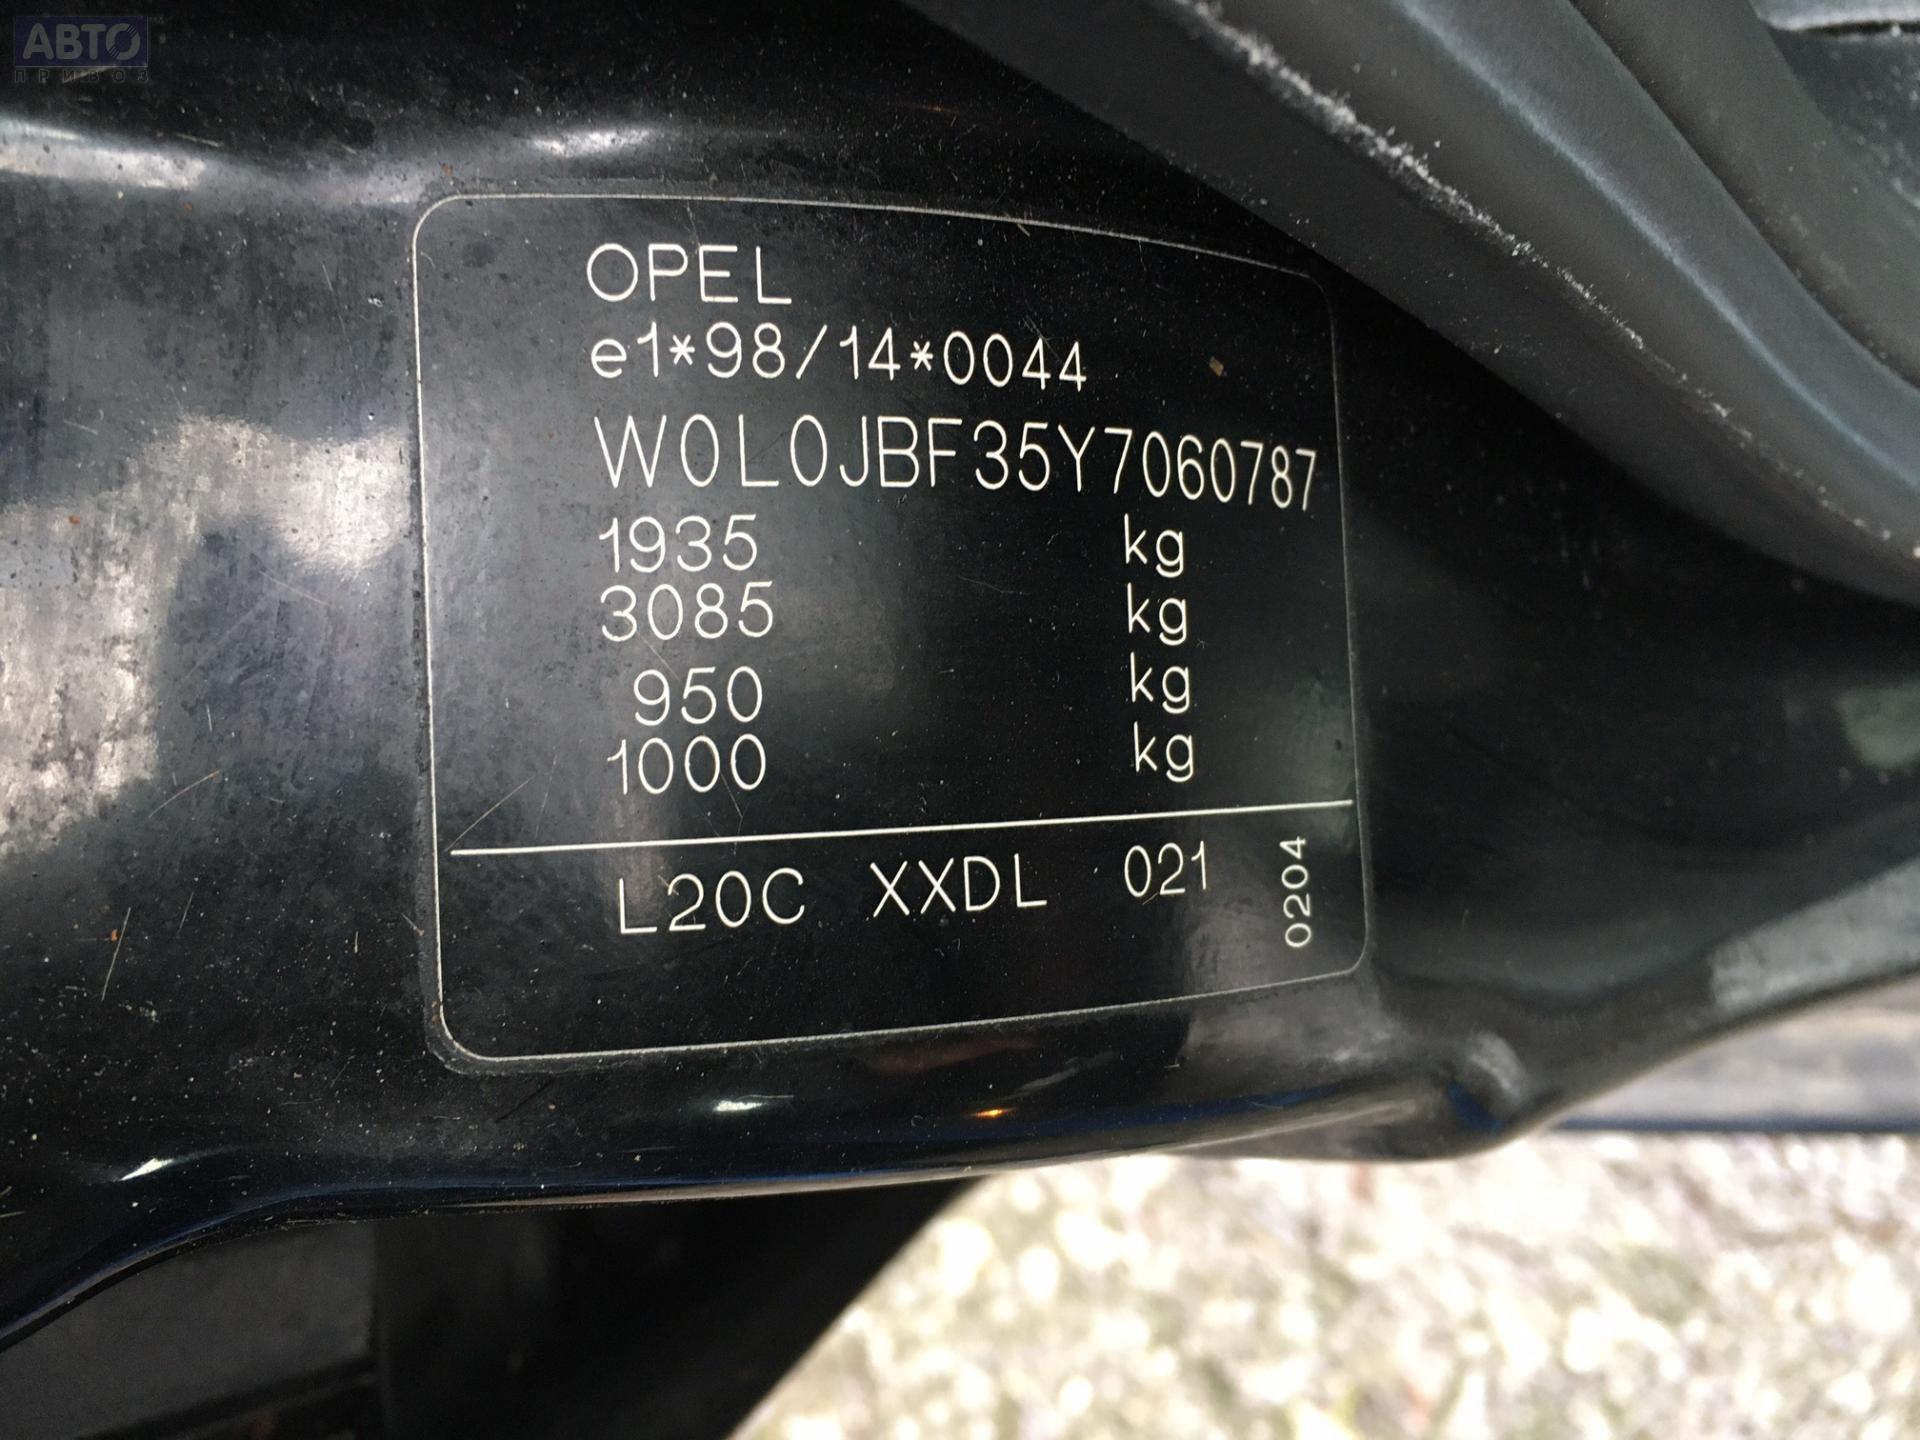 АВТО
ПРИВОЗ
OPEL
e1*98/14*0044
W0L0JBF35Y7060787
1935 kg
3085 kg
950 kg
1000 kg
L20C XXDL 021
0204